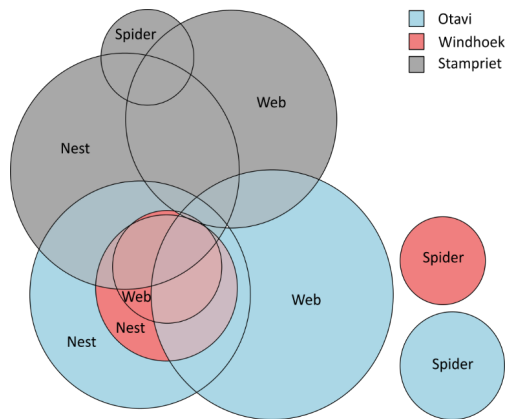 Otavi
Windhoek
Stampriet
Spider
Web
Nest
Spider
Web
Web
Nest
Nest
Spider